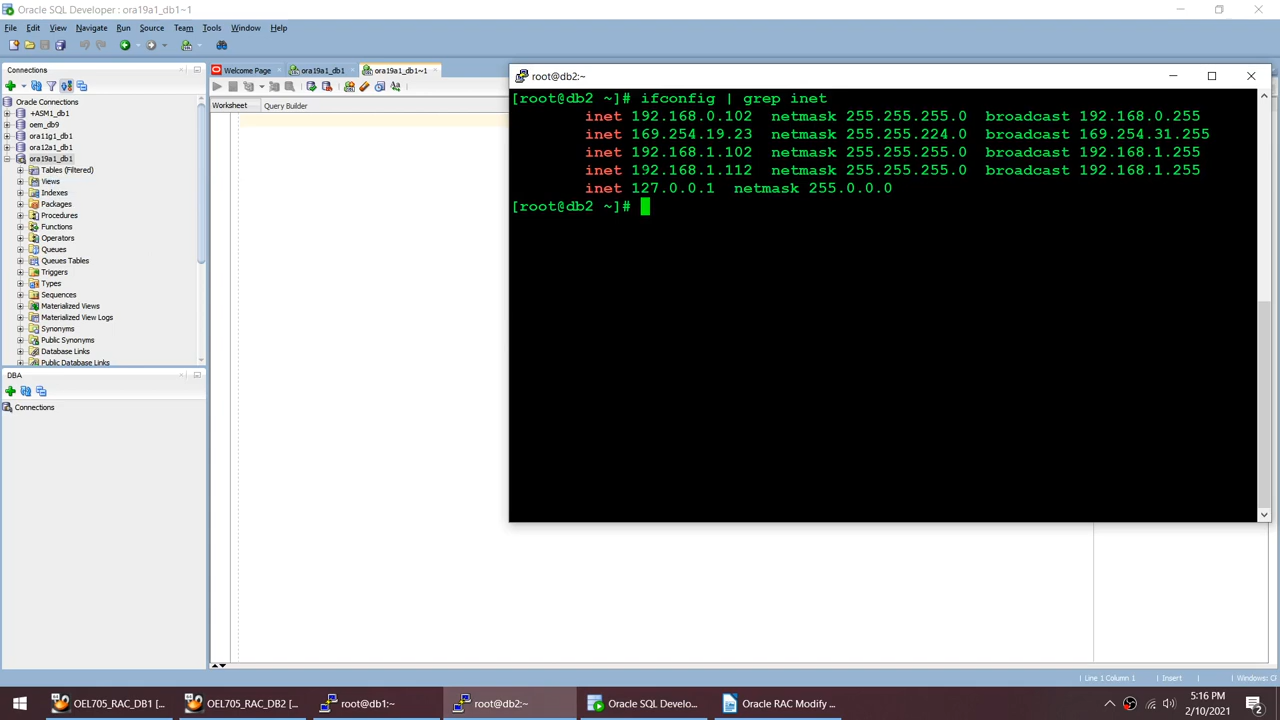 Oracle SQL Developer : ora19a1_db1~1
File Edit View Navigate Run Source Team Tools Window Help
Connections
Oracle Connections
+ASM1_db1
oem_db9
ora11g1_db1
ora12a1_db1
ora19a1_db1
Tables (Filtered)
Views
Indexes
Packages
Procedures
Functions
Operators
Queues
Queues Tables
Triggers
Types
Sequences
Materialized Views
Materialized View Logs
Synonyms
Public Synonyms
Database Links
Public Database Links
DBA
Connections
Welcome Page ora19a1_db1 ora19a1_db1~1
Worksheet Query Builder
root@db2:~
[root@db2 ~]# ifconfig | grep inet
inet 192.168.0.102 netmask 255.255.255.0 broadcast 192.168.0.255
inet 169.254.19.23 netmask 255.255.224.0 broadcast 169.254.31.255
inet 192.168.1.102 netmask 255.255.255.0 broadcast 192.168.1.255
inet 192.168.1.112 netmask 255.255.255.0 broadcast 192.168.1.255
inet 127.0.0.1 netmask 255.0.0.0
[root@db2 ~]#
Line 1 Column 1 Insert Windows: Cl
OEL705_RAC_DB1 [... OEL705_RAC_DB2 [... root@db1:~ root@db2:~ Oracle SQL Develo... Oracle RAC Modify ...
5:16 PM
2/10/2021
2